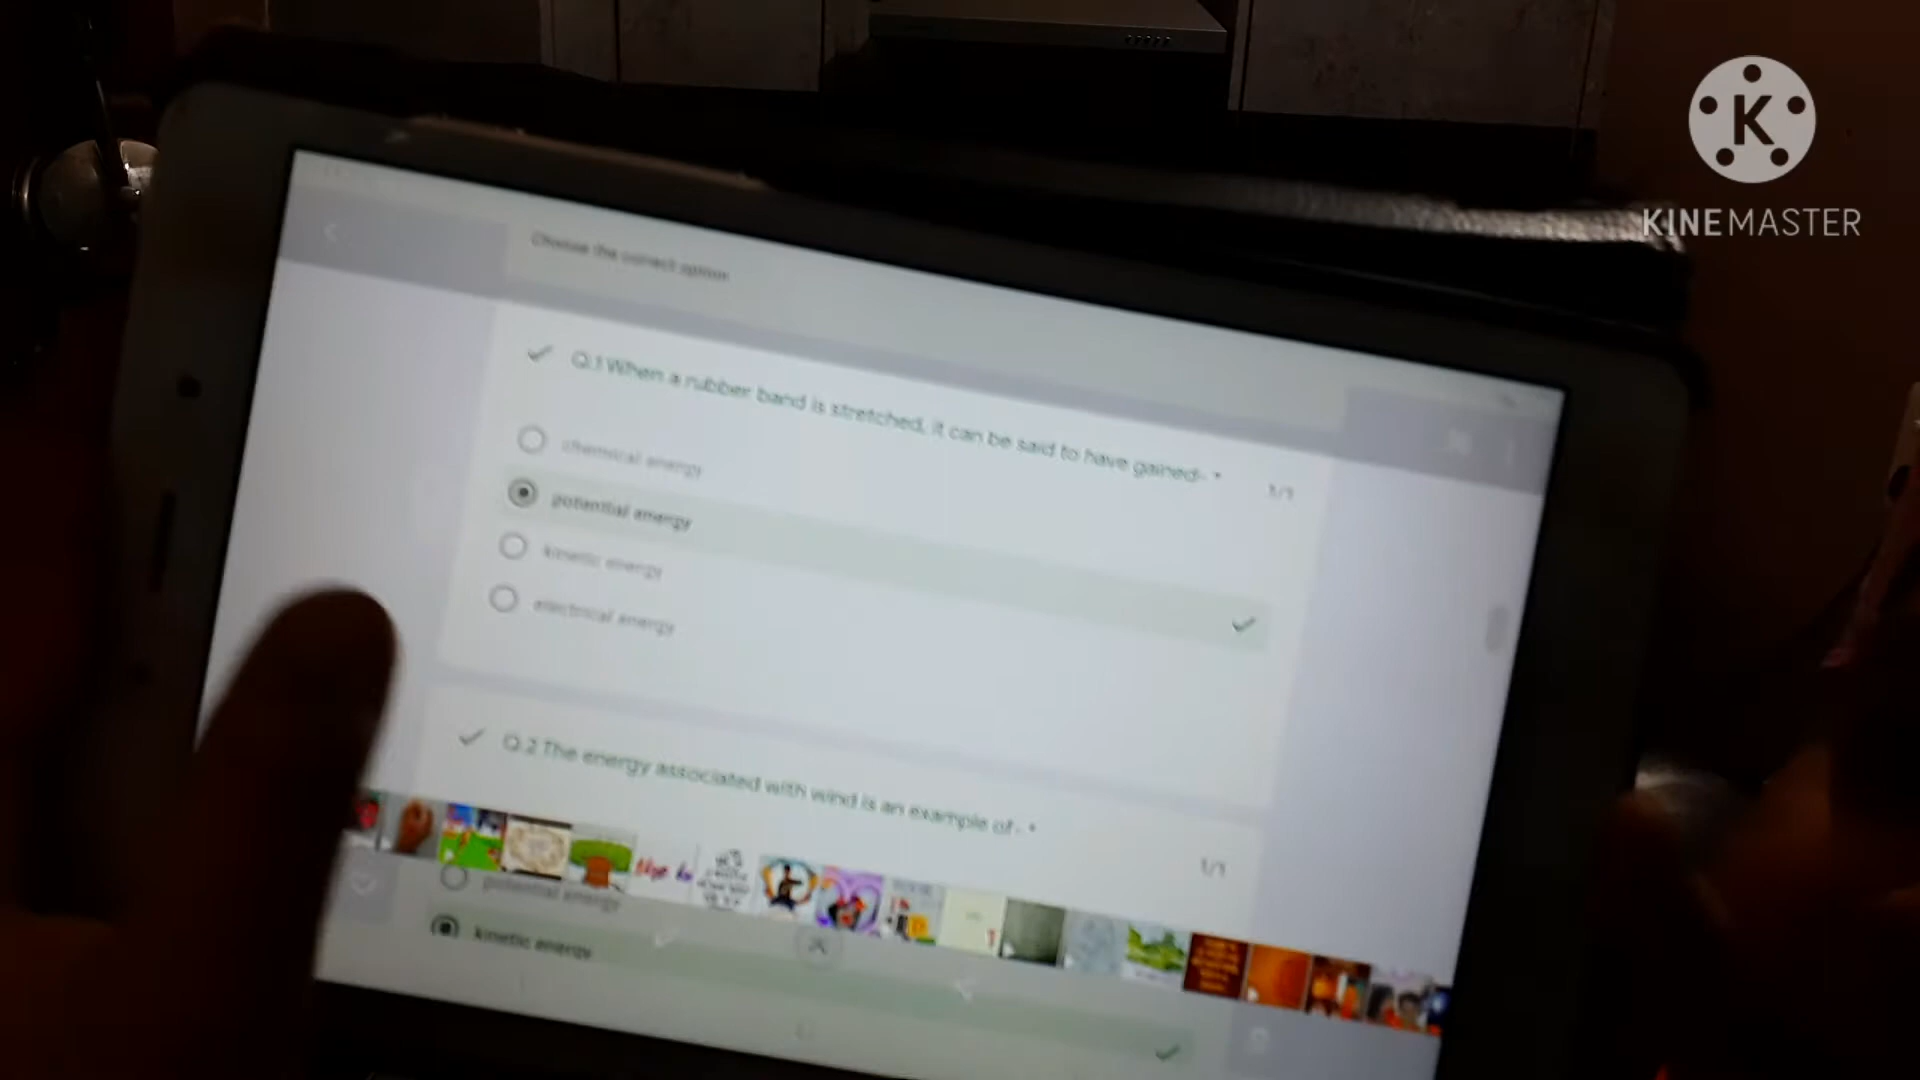 KINEMASTER
Choose the correct option
Q.1 When a rubber band is stretched, it can be said to have gained- *
1/1
chemical energy
potential energy
kinetic energy
electrical energy
Q.2 The energy associated with wind is an example of- *
1/1
potential energy
kinetic energy